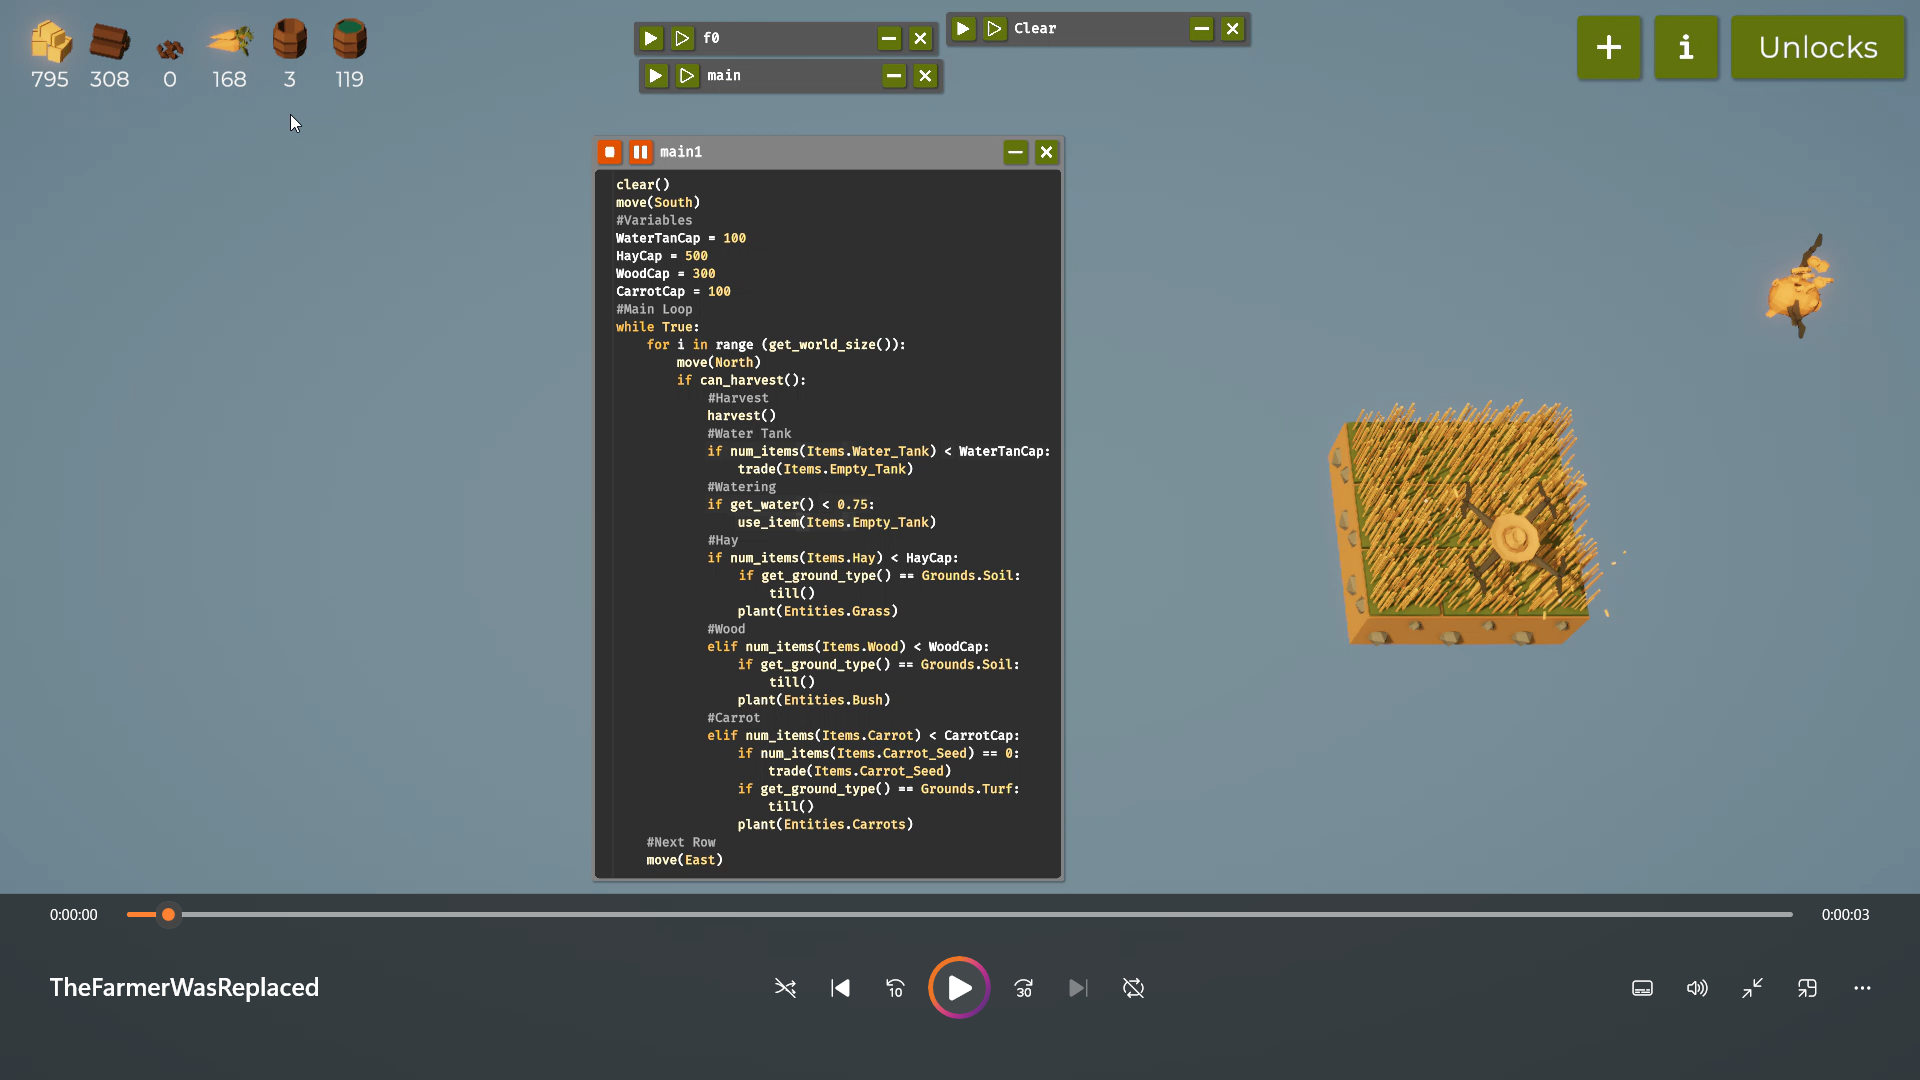 795 308 0 168 3 119
f0
Clear
main
+ i Unlocks
main1
clear()
move(South)
#Variables
WaterTanCap = 100
HayCap = 500
WoodCap = 300
CarrotCap = 100
#Main Loop
while True:
for i in range (get_world_size()):
move(North)
if can_harvest():
#Harvest
harvest()
#Water Tank
if num_items(Items.Water_Tank) < WaterTanCap:
trade(Items.Empty_Tank)
#Watering
if get_water() < 0.75:
use_item(Items.Empty_Tank)
#Hay
if num_items(Items.Hay) < HayCap:
if get_ground_type() == Grounds.Soil:
till()
plant(Entities.Grass)
#Wood
elif num_items(Items.Wood) < WoodCap:
if get_ground_type() == Grounds.Soil:
till()
plant(Entities.Bush)
#Carrot
elif num_items(Items.Carrot) < CarrotCap:
if num_items(Items.Carrot_Seed) == 0:
trade(Items.Carrot_Seed)
if get_ground_type() == Grounds.Turf:
till()
plant(Entities.Carrots)
#Next Row
move(East)
0:00:00
0:00:03
TheFarmerWasReplaced
10
30